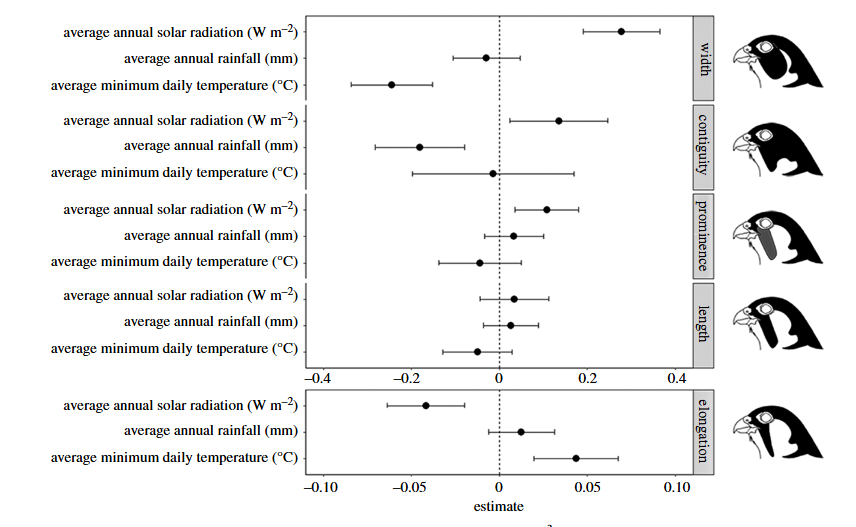 average annual solar radiation (W m–2)
average annual rainfall (mm)
average minimum daily temperature (°C)
width
average annual solar radiation (W m–2)
average annual rainfall (mm)
average minimum daily temperature (°C)
contiguity
average annual solar radiation (W m–2)
average annual rainfall (mm)
average minimum daily temperature (°C)
prominence
average annual solar radiation (W m–2)
average annual rainfall (mm)
average minimum daily temperature (°C)
length
–0.4 –0.2 0 0.2 0.4
average annual solar radiation (W m–2)
average annual rainfall (mm)
average minimum daily temperature (°C)
elongation
–0.10 –0.05 0 0.05 0.10
estimate